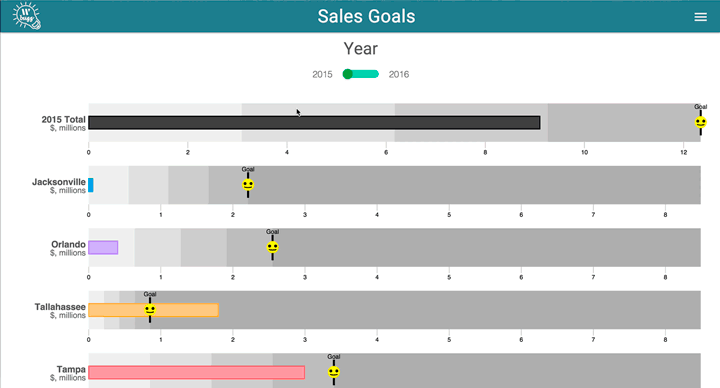 W
buyy
Sales Goals
Year
2015 2016
Goal
2015 Total
$, millions
0 2 4 6 8 10 12
Goal
Jacksonville
$, millions
0 1 2 3 4 5 6 7 8
Goal
Orlando
$, millions
0 1 2 3 4 5 6 7 8
Goal
Tallahassee
$, millions
0 1 2 3 4 5 6 7 8
Goal
Tampa
$, millions